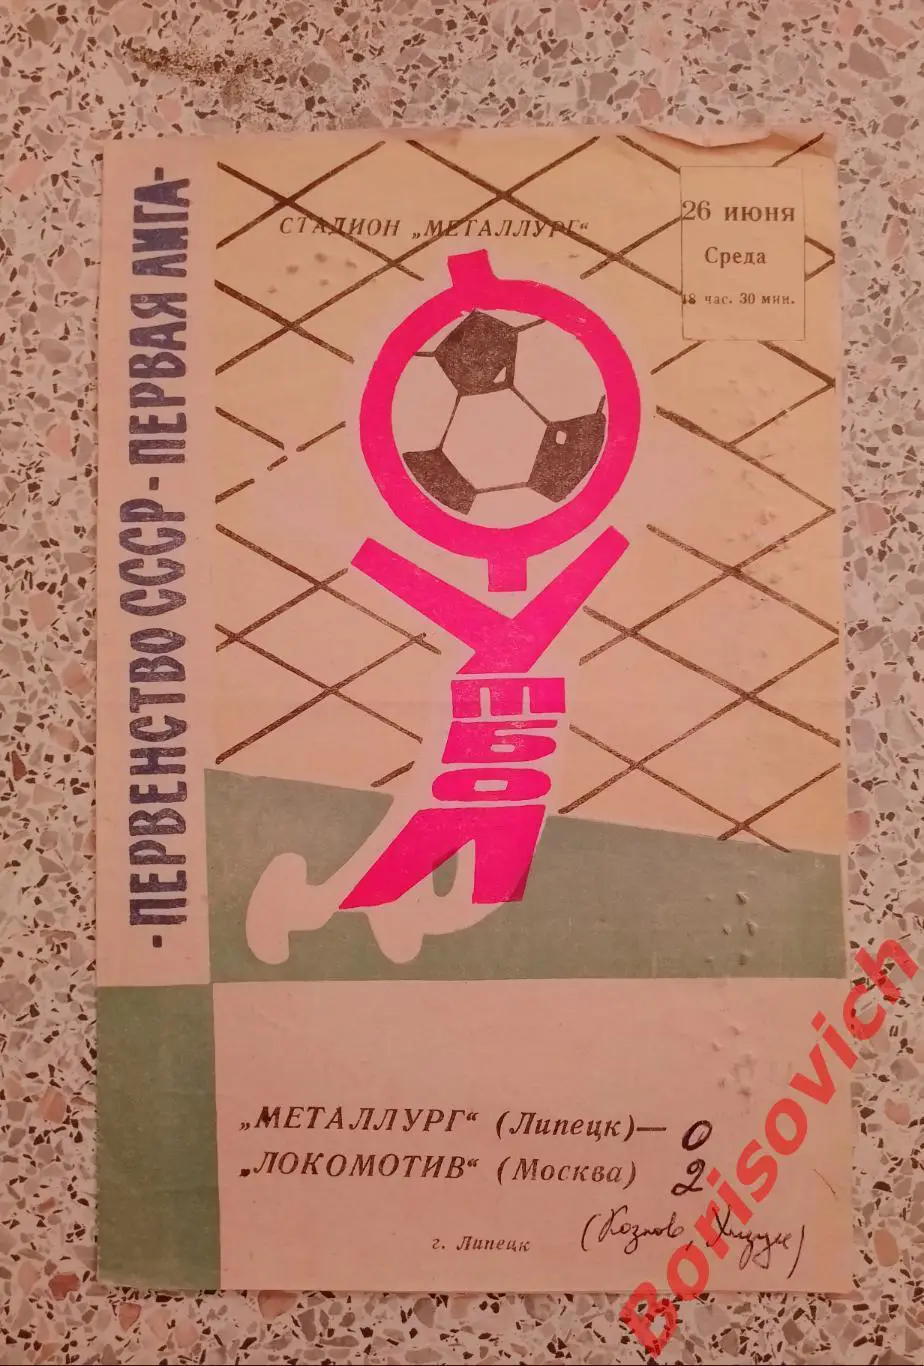 -ПЕРВЕНСТВО СССР-ПЕРВАЯ ЛИГА-
СТАДИОН „МЕТАЛЛУРГ“
26 июня
Среда
18 час. 30 мин.
ФУТБОЛ
„МЕТАЛЛУРГ“ (Липецк)— 0
„ЛОКОМОТИВ“ (Москва) 2
(Козлов,
г. Липецк
Borisovich